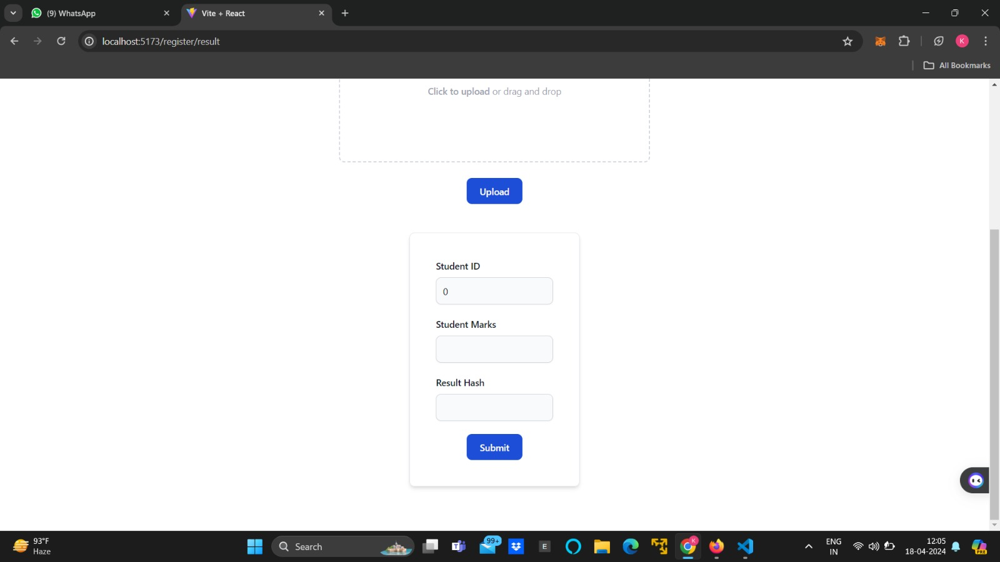 (9) WhatsApp
Vite + React
localhost:5173/register/result
K
All Bookmarks
Click to upload or drag and drop
Upload
Student ID
0
Student Marks
Result Hash
Submit
93°F
Haze
Search
99+
E
K
ENG
IN
12:05
18-04-2024
PRE